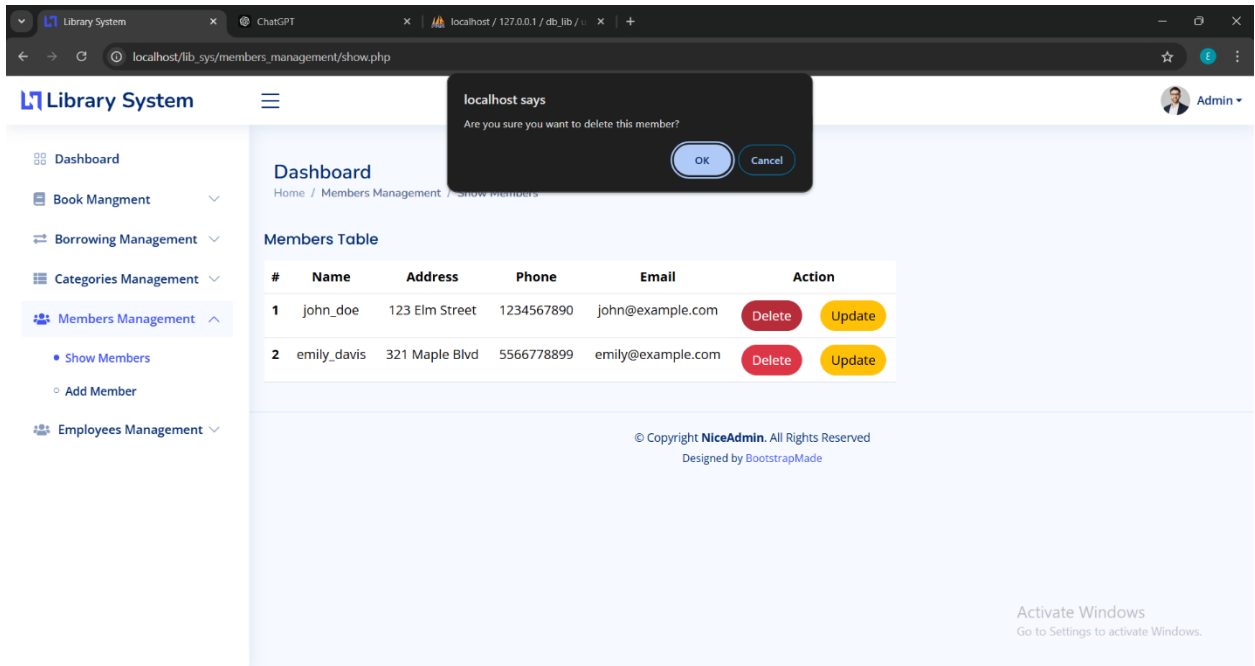 Library System
ChatGPT
localhost / 127.0.0.1 / db_lib / u
localhost/lib_sys/members_management/show.php
E
Library System
Admin
localhost says
Are you sure you want to delete this member?
OK Cancel
Dashboard
Book Mangment
Borrowing Management
Categories Management
Members Management
Show Members
Add Member
Employees Management
Dashboard
Home / Members Management / Show Members
Members Table
# Name Address Phone Email Action
1 john_doe 123 Elm Street 1234567890 john@example.com Delete Update
2 emily_davis 321 Maple Blvd 5566778899 emily@example.com Delete Update
© Copyright NiceAdmin. All Rights Reserved
Designed by BootstrapMade
Activate Windows
Go to Settings to activate Windows.